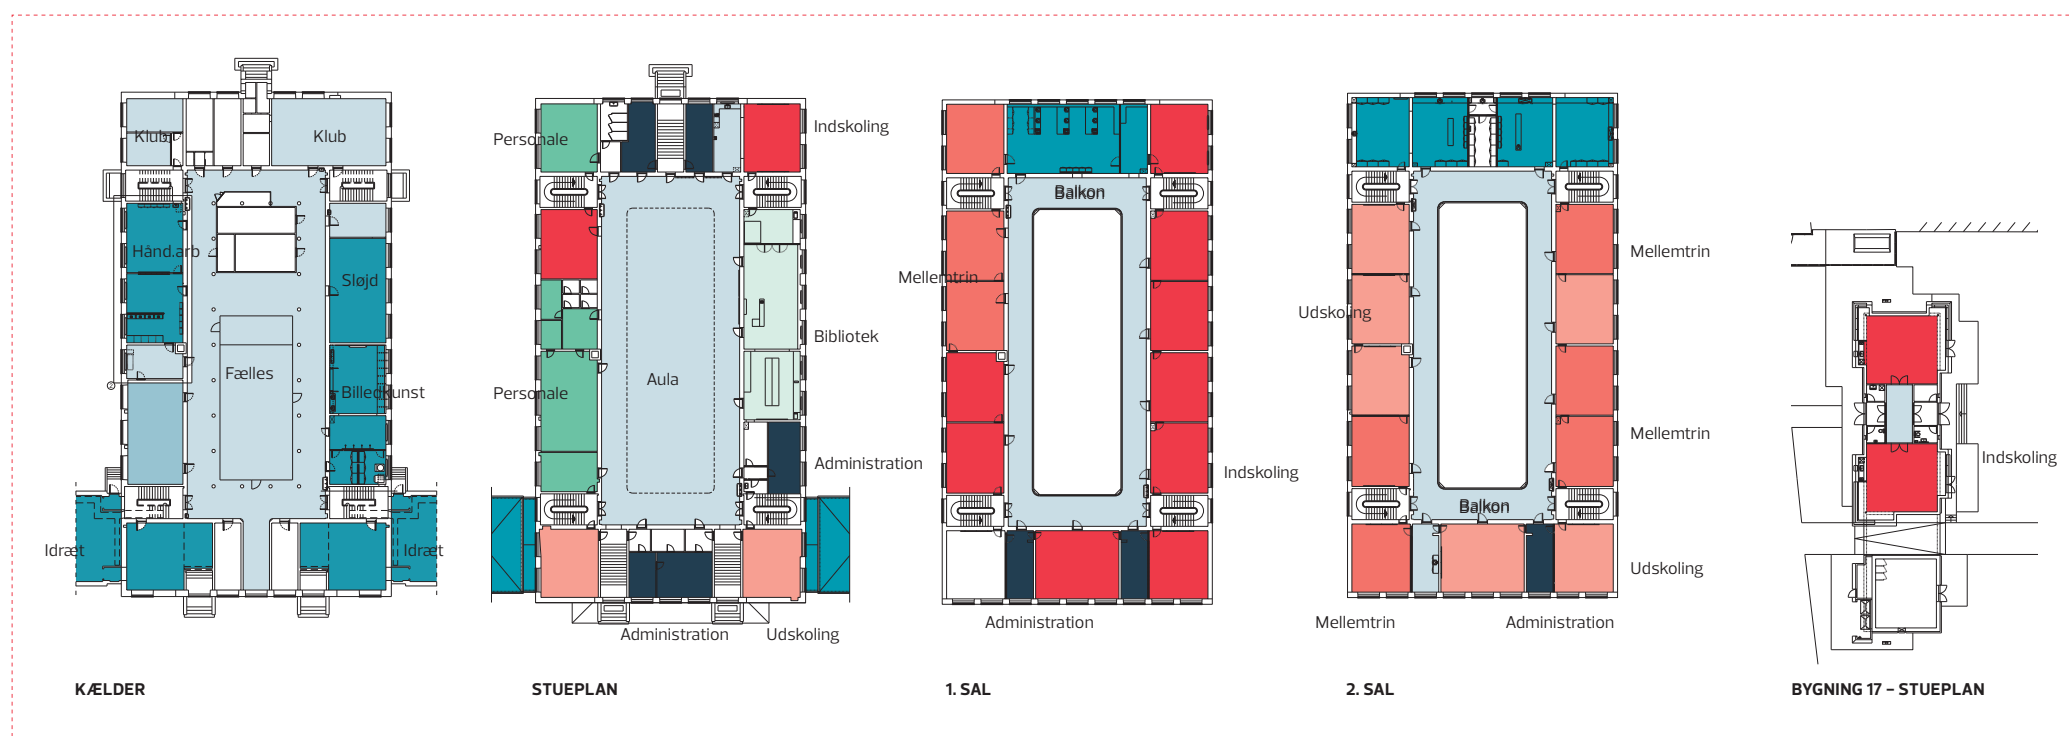 Klub
Klub
Hånd.arb
Sløjd
Fælles
Billedkunst
Idræt
Idræt
KÆLDER
Personale
Indskoling
Bibliotek
Aula
Personale
Administration
Administration
Udskoling
STUEPLAN
Balkon
Mellemtrin
Indskoling
Administration
1. SAL
Mellemtrin
Udskoling
Mellemtrin
Balkon
Udskoling
Mellemtrin
Administration
2. SAL
Indskoling
BYGNING 17 – STUEPLAN